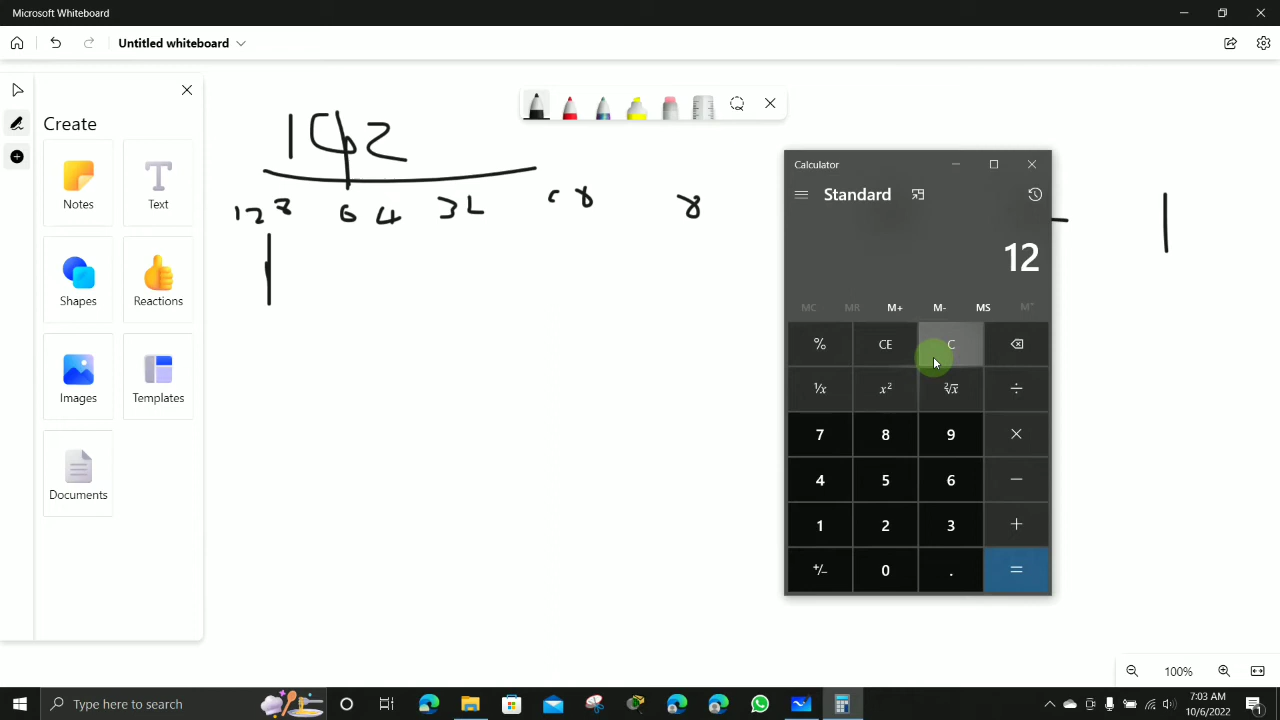 Microsoft Whiteboard
Untitled whiteboard
Create
Notes
Text
Shapes
Reactions
Images
Templates
Documents
128 64 32 8 1
1
Calculator
Standard
12
MC MR M+ M- MS M˅
% CE C
¹/x x² ²√x ÷
7 8 9 ×
4 5 6 −
1 2 3 +
+/− 0 . =
100%
Type here to search
7:03 AM
10/6/2022